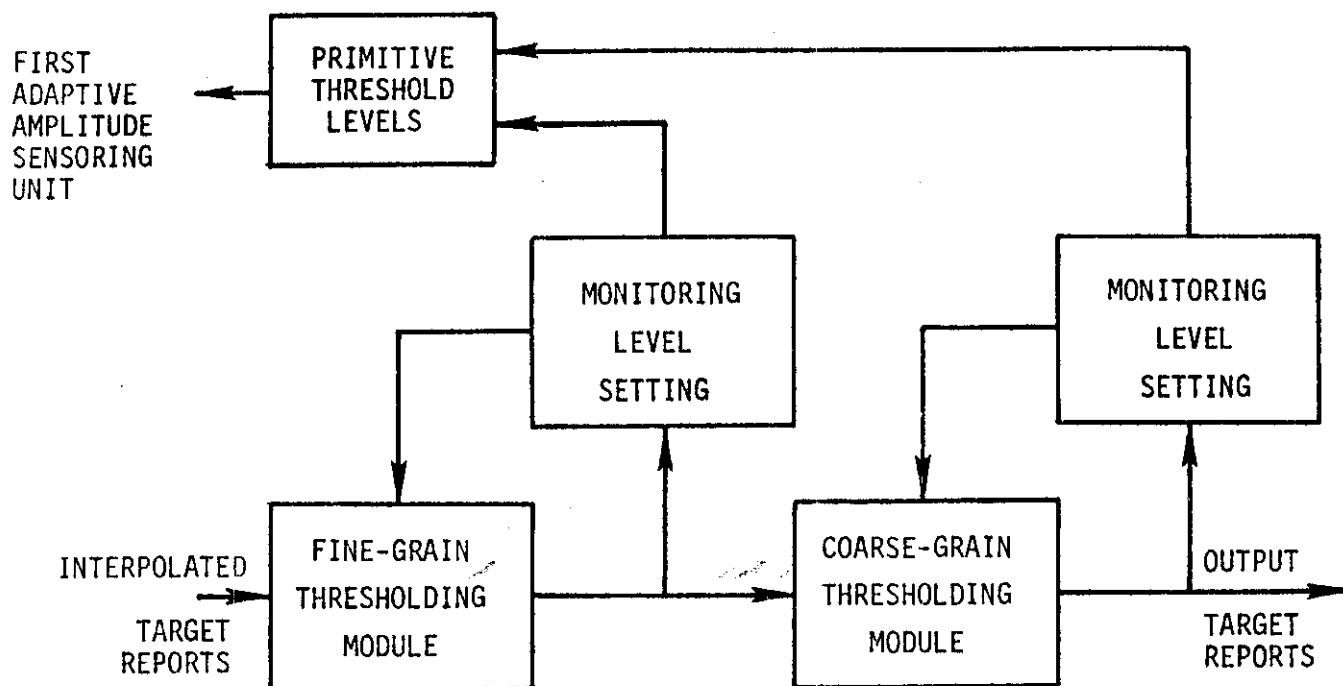 FIRST
ADAPTIVE
AMPLITUDE
SENSORING
UNIT
PRIMITIVE
THRESHOLD
LEVELS
MONITORING
LEVEL
SETTING
MONITORING
LEVEL
SETTING
INTERPOLATED
TARGET
REPORTS
FINE-GRAIN
THRESHOLDING
MODULE
COARSE-GRAIN
THRESHOLDING
MODULE
OUTPUT
TARGET
REPORTS